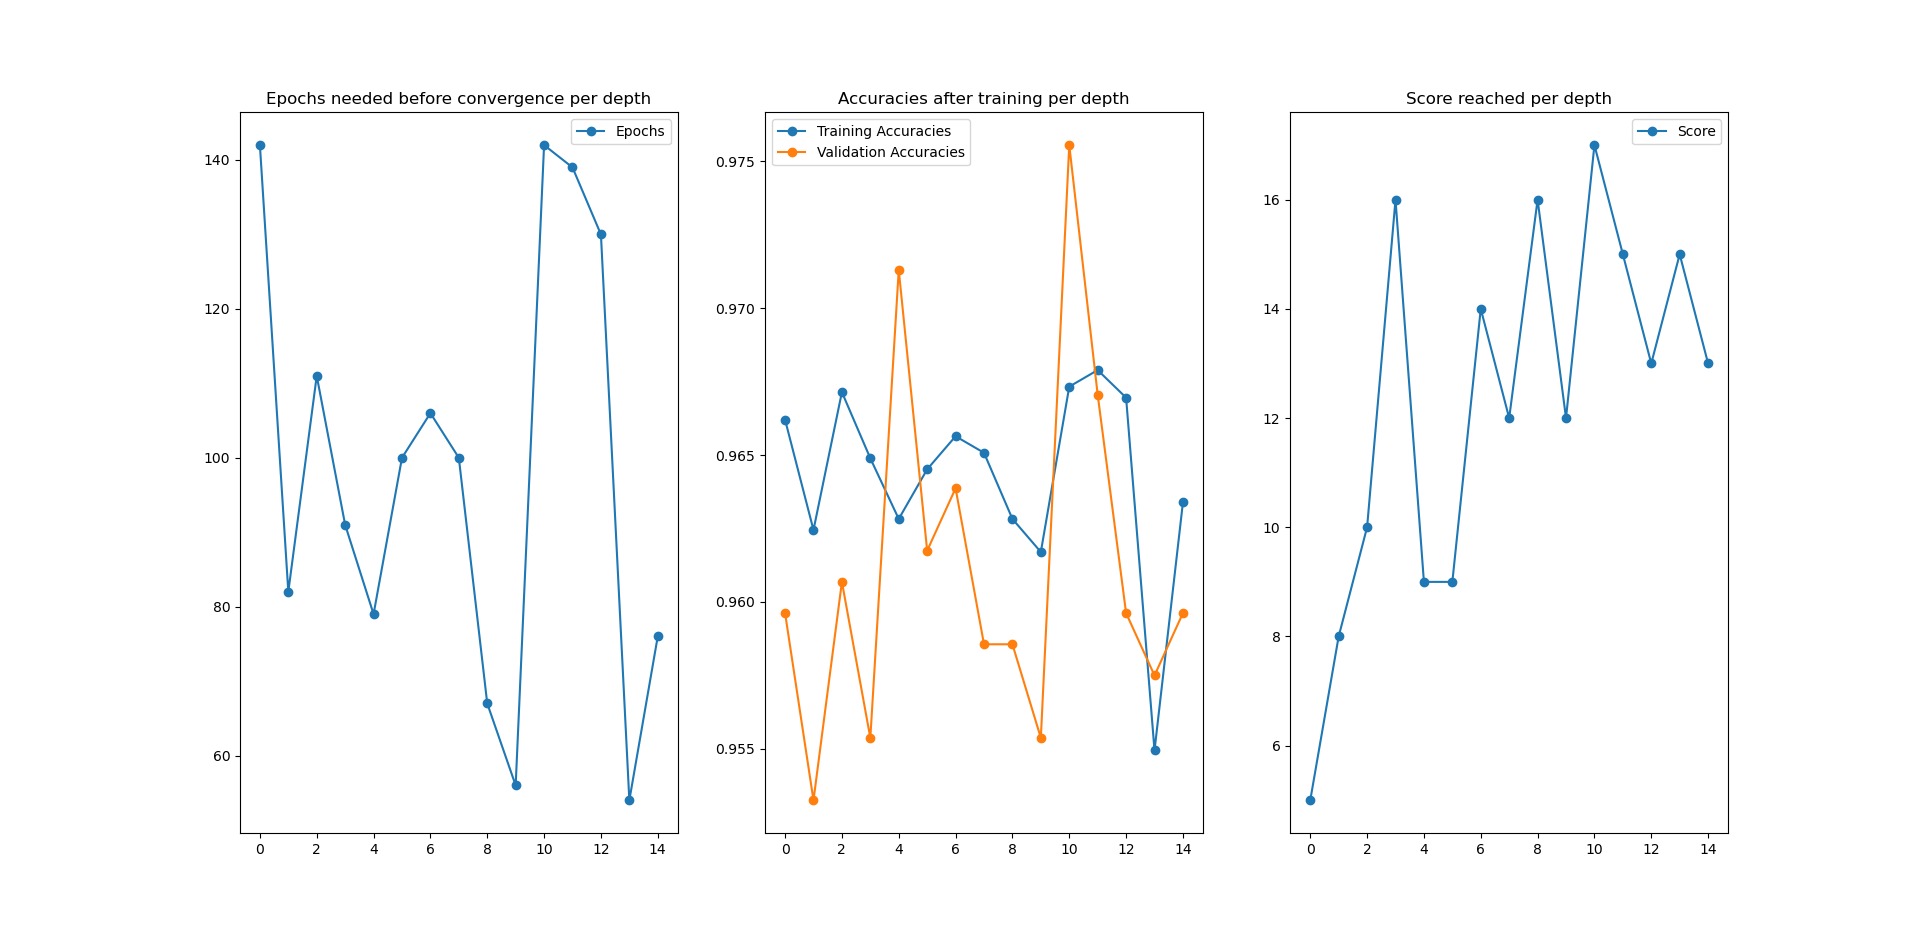 Epochs needed before convergence per depth
Epochs
140
120
100
80
60
0 2 4 6 8 10 12 14
Accuracies after training per depth
Training Accuracies
Validation Accuracies
0.975
0.970
0.965
0.960
0.955
0 2 4 6 8 10 12 14
Score reached per depth
Score
16
14
12
10
8
6
0 2 4 6 8 10 12 14